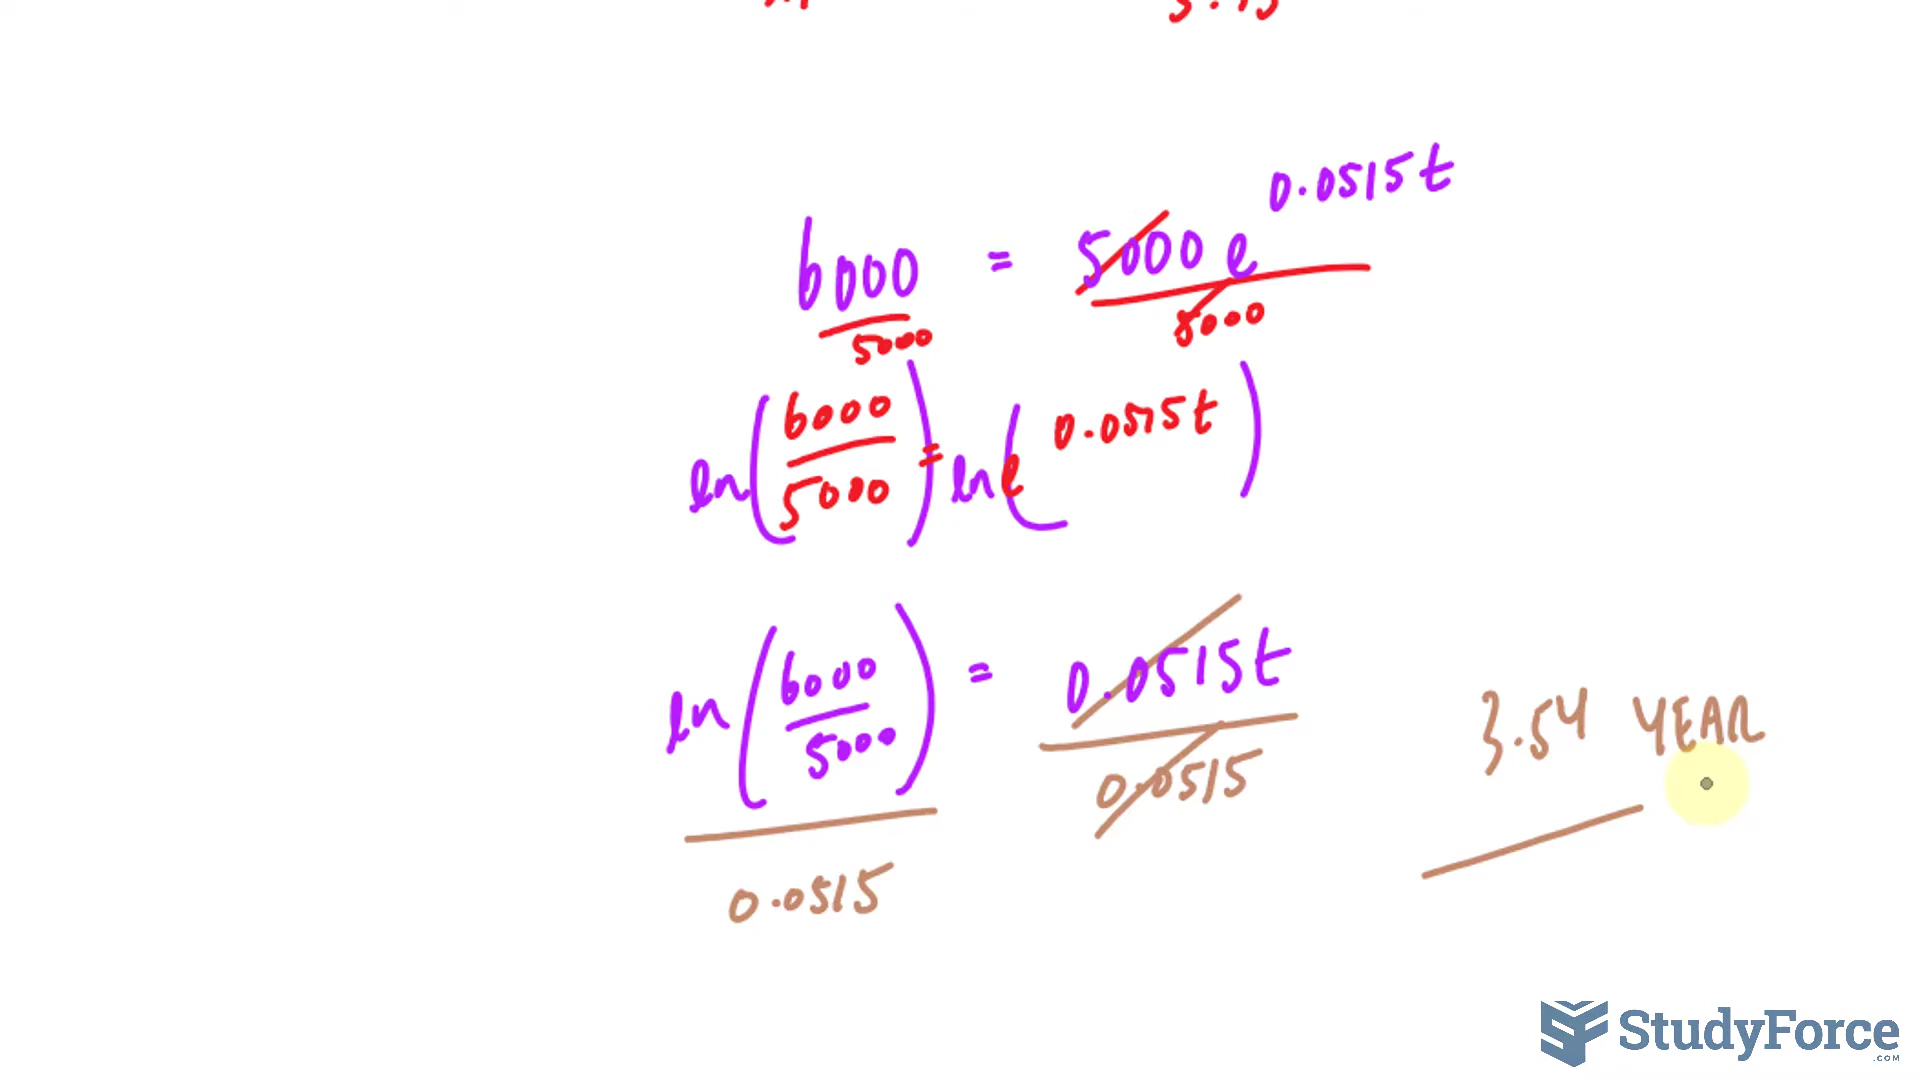 6000 = 5000 e^0.0515t
5000 5000
ln(6000/5000) = ln(e^0.0515t)
ln(6000/5000) = 0.0515t
0.0515 0.0515
3.54 YEAR
StudyForce
.COM